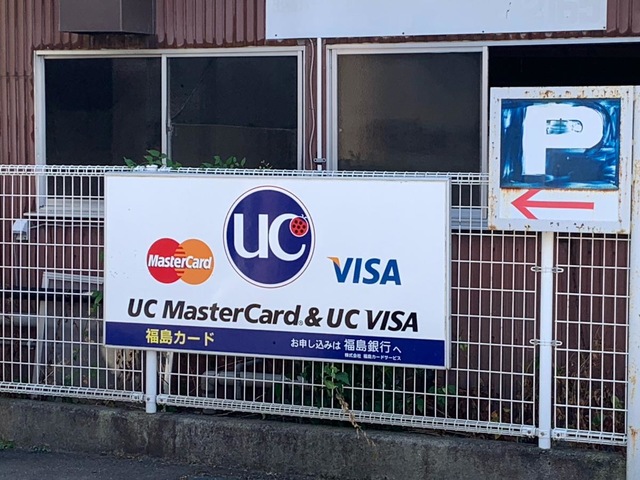 P
UC
MasterCard
VISA
UC MasterCard & UC VISA
福島カード
お申し込みは 福島銀行へ
株式会社 福島カードサービス